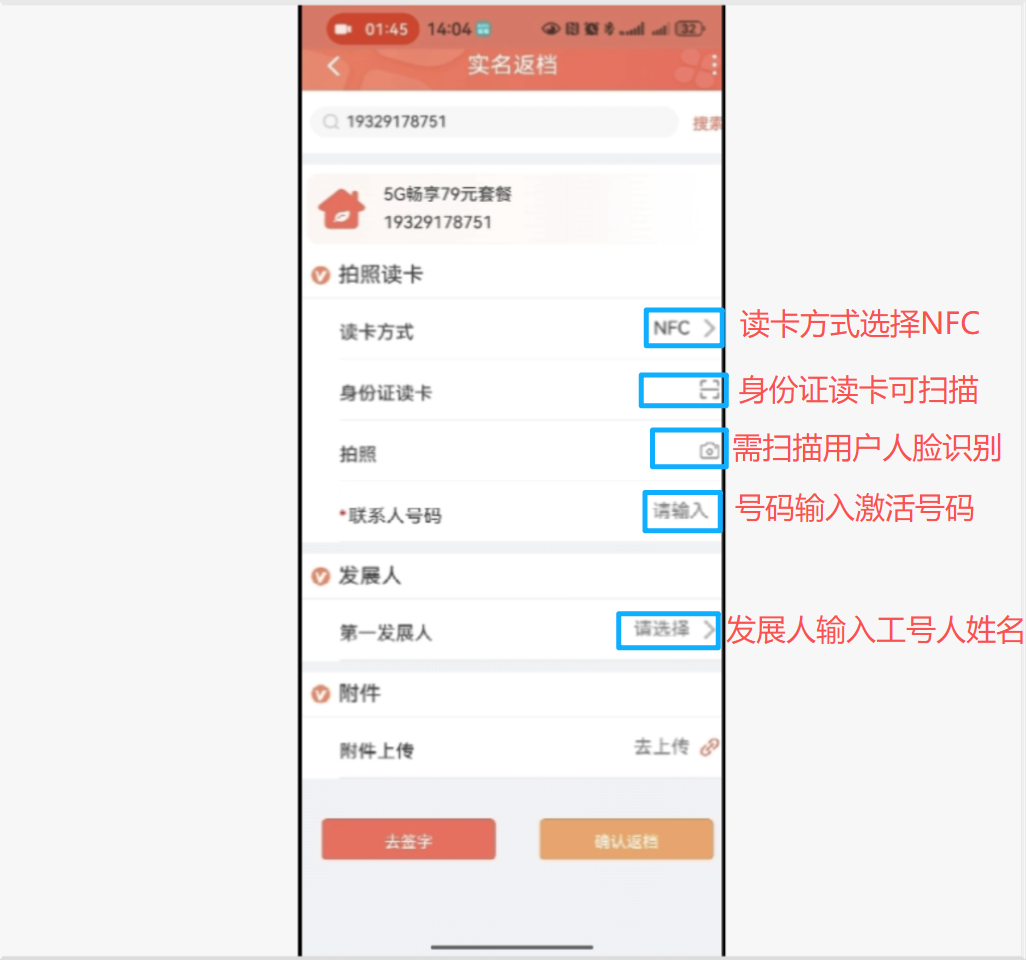 01:45 14:04 32
实名返档
19329178751 搜索
5G畅享79元套餐
19329178751
拍照读卡
读卡方式 NFC 读卡方式选择NFC
身份证读卡 身份证读卡可扫描
拍照 需扫描用户人脸识别
*联系人号码 请输入 号码输入激活号码
发展人
第一发展人 请选择 发展人输入工号人姓名
附件
附件上传 去上传
去签字 确认返档